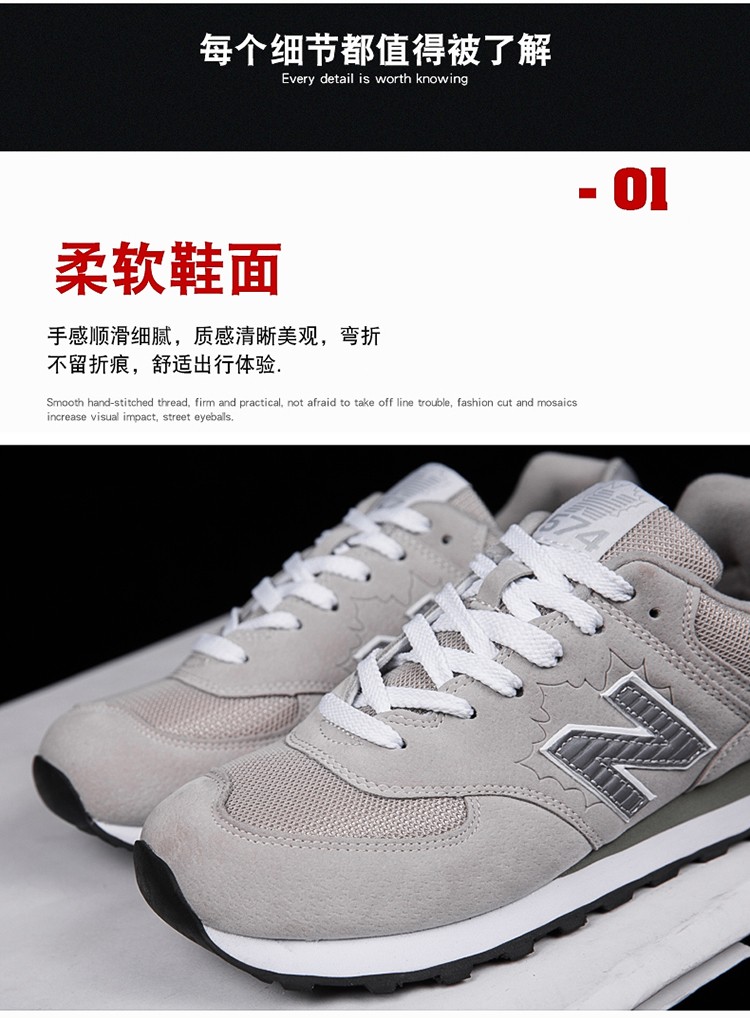 每个细节都值得被了解
Every detail is worth knowing
- 01
柔软鞋面
手感顺滑细腻，质感清晰美观，弯折
不留折痕，舒适出行体验.
Smooth hand-stitched thread, firm and practical, not afraid to take off line trouble, fashion cut and mosaics
increase visual impact, street eyeballs.
574
N